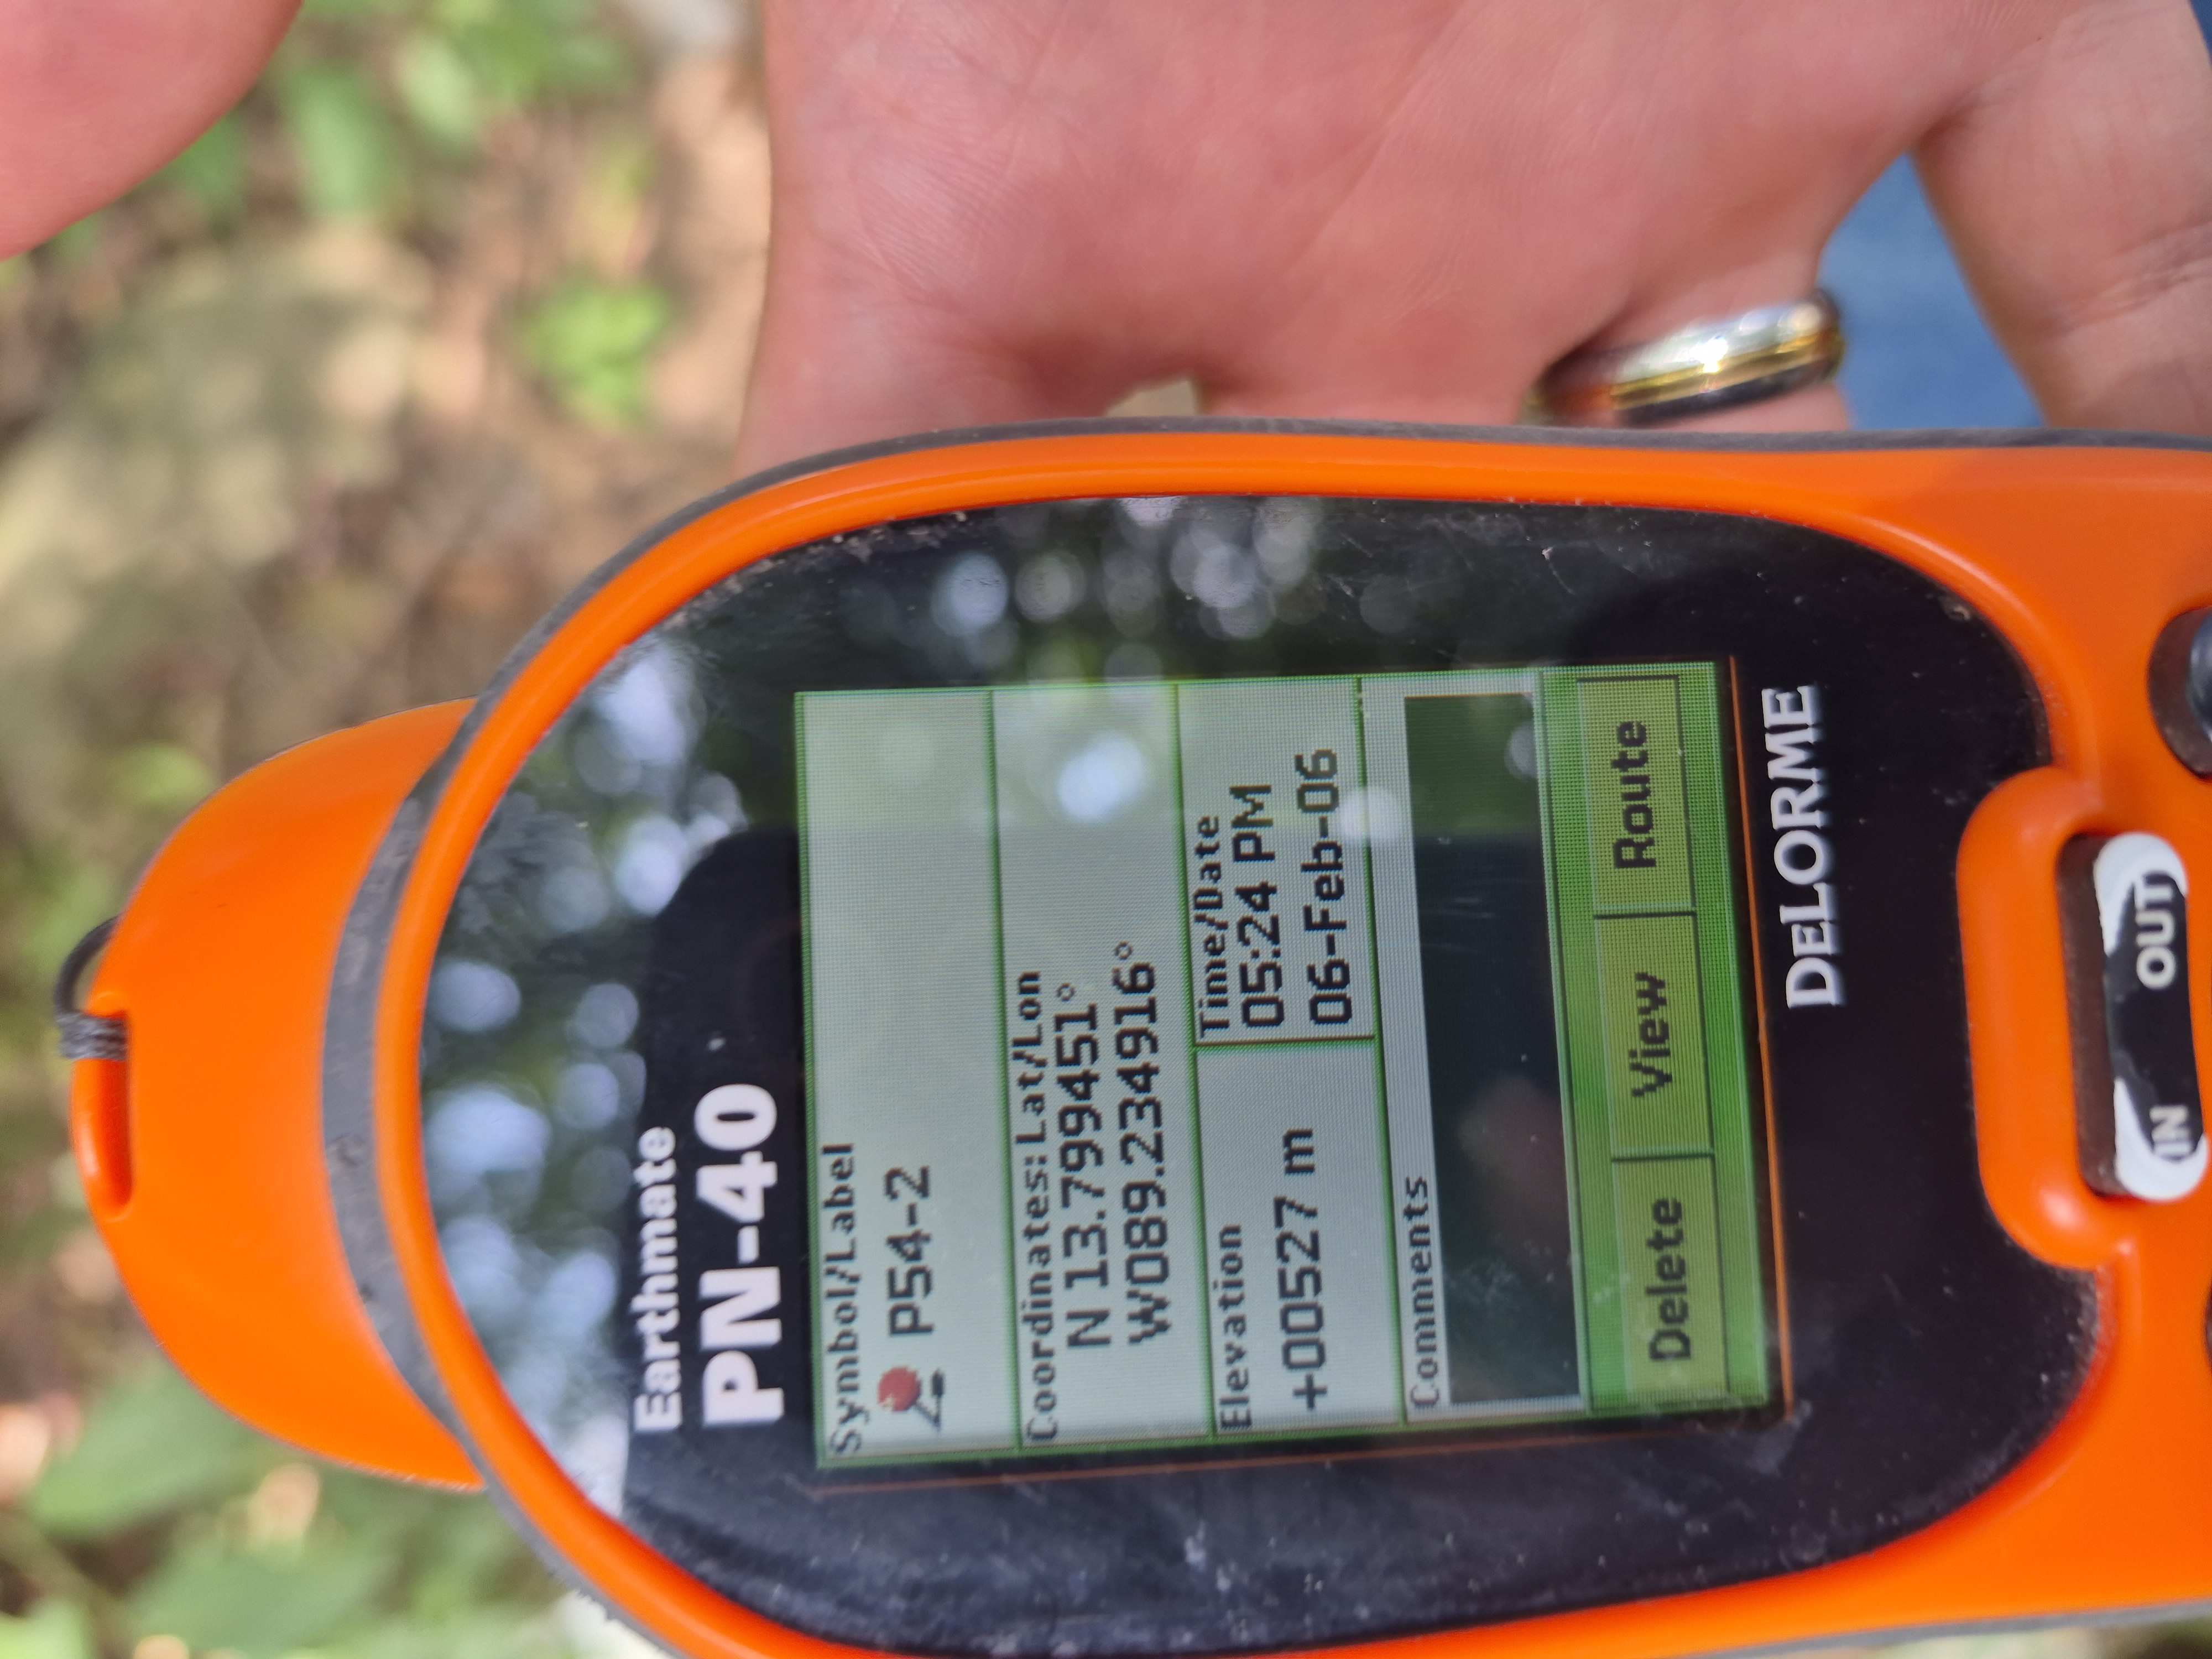 Earthmate
PN-40
Symbol/Label
P54-2
Coordinates: Lat/Lon
N 13.799451°
W089.234916°
Elevation
+00527 m
Time/Date
05:24 PM
06-Feb-06
Comments
Delete View Route
DELORME
IN OUT